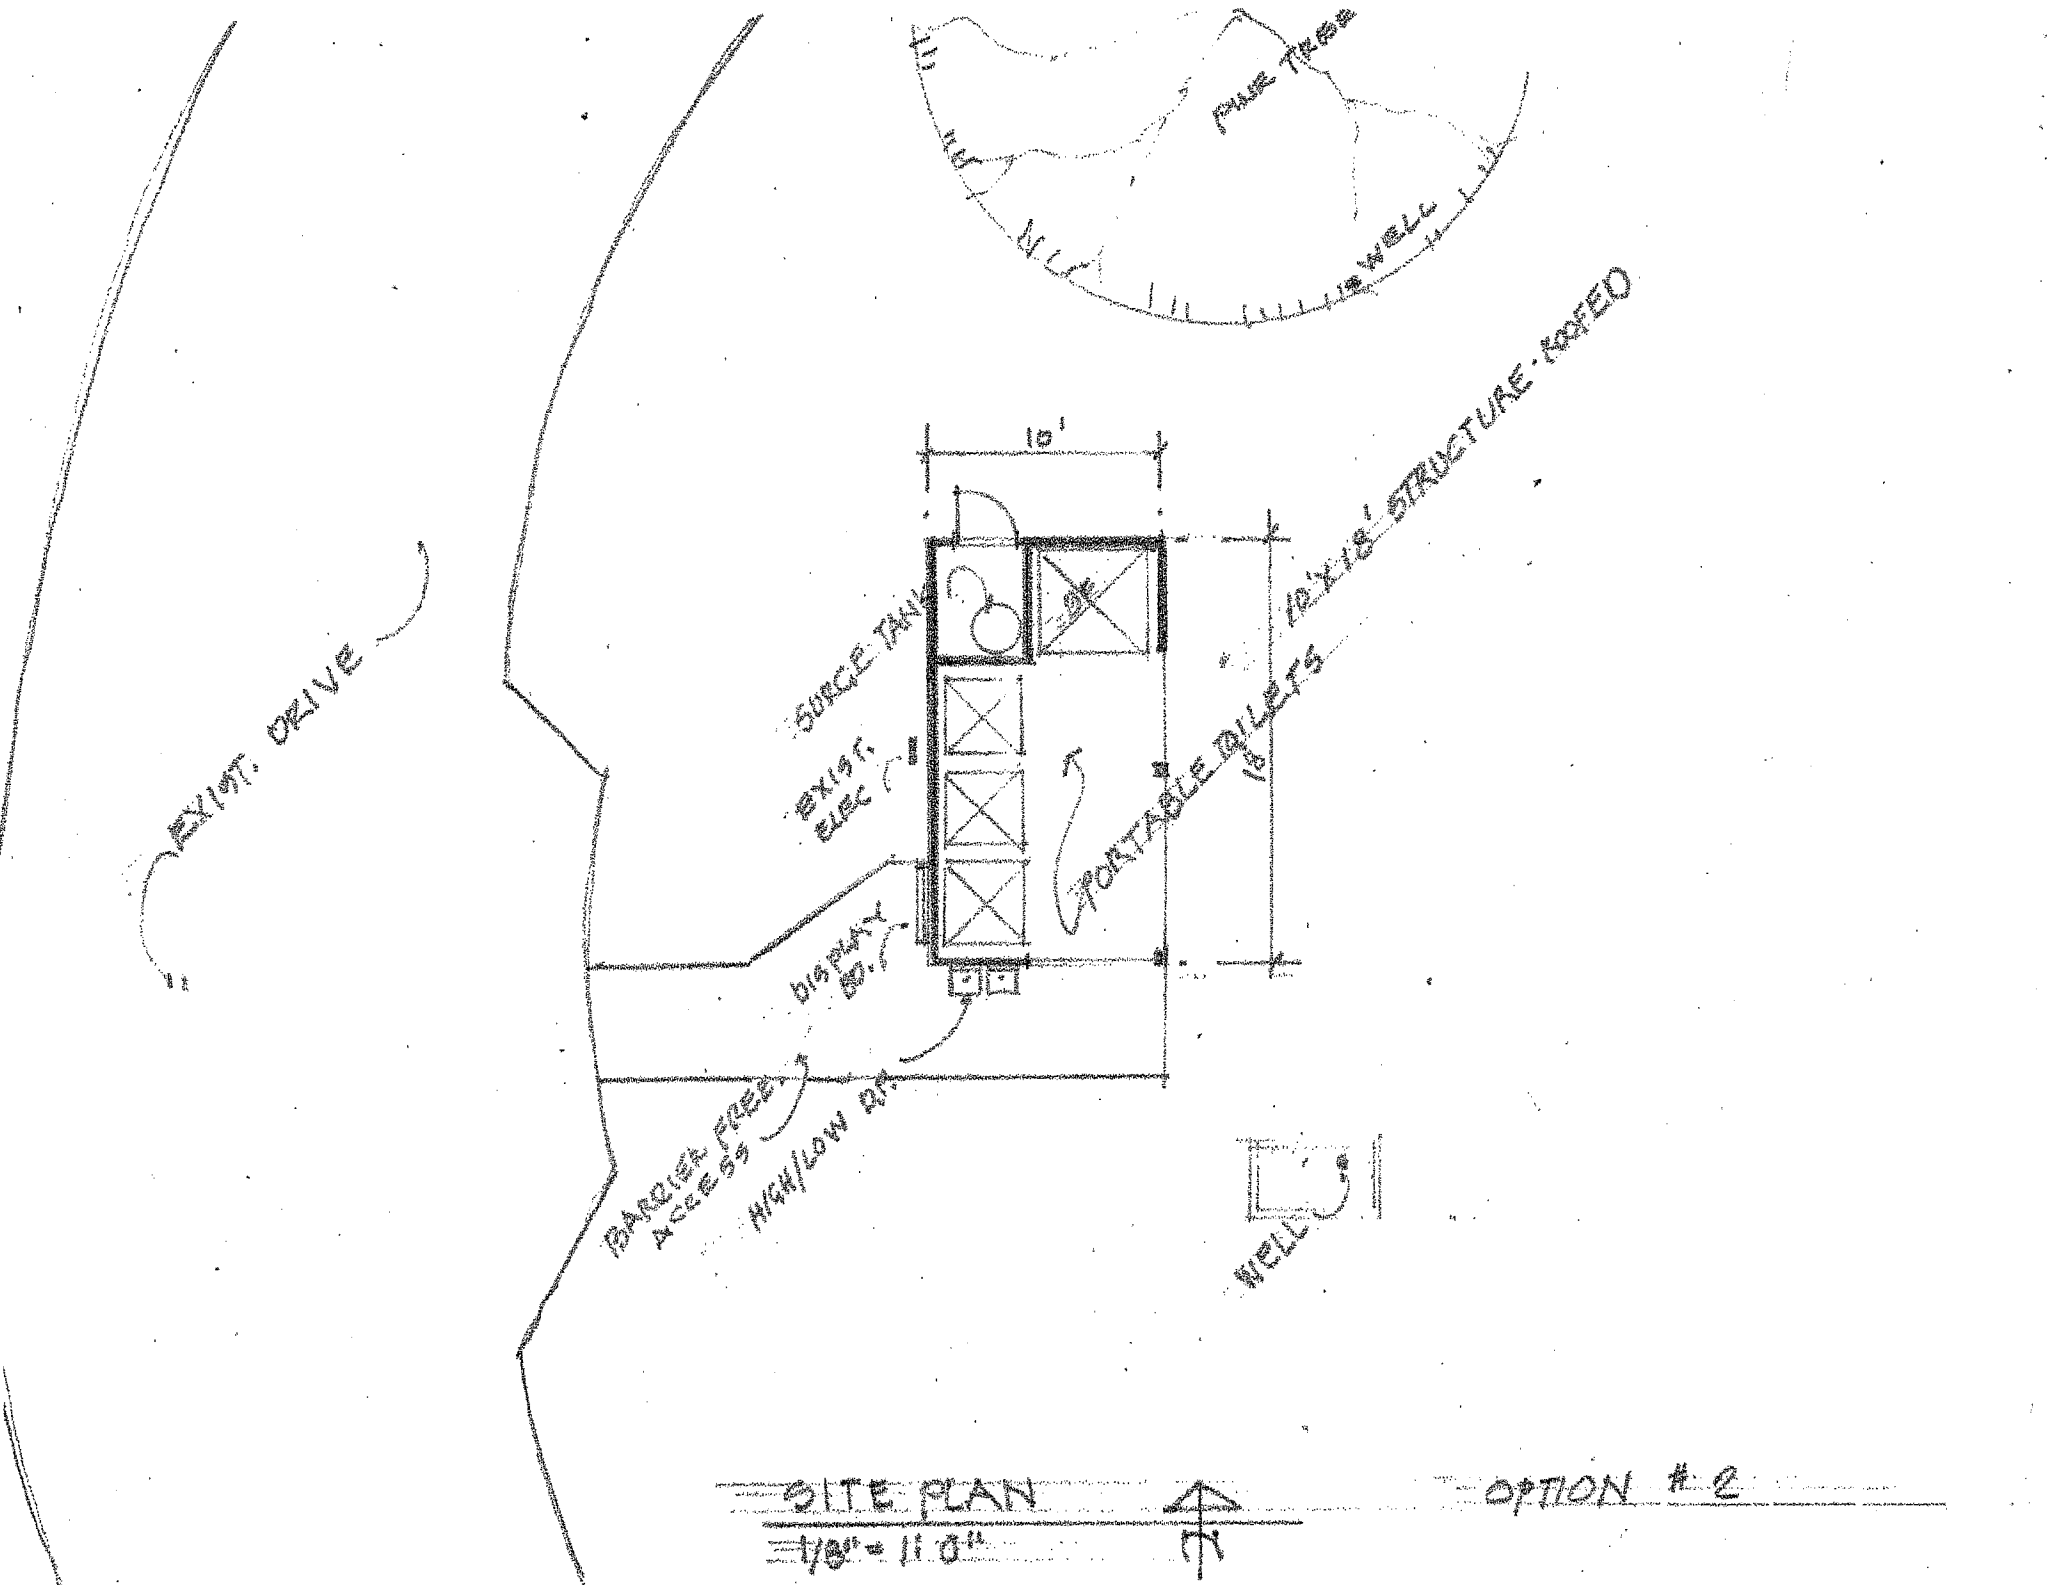 PINE TREE
WELL
10'
10'X18' STRUCTURE - ROOFED
SURGE TANK
EXIST. DRIVE
PORTABLE TOILETS
18'
EXIST.
ELEC
DISPLAY
BD.
BARRIER FREE
ACCESS
HIGH/LOW D.F.
WELL
SITE PLAN
1/8" = 1'-0"
N
OPTION # 2